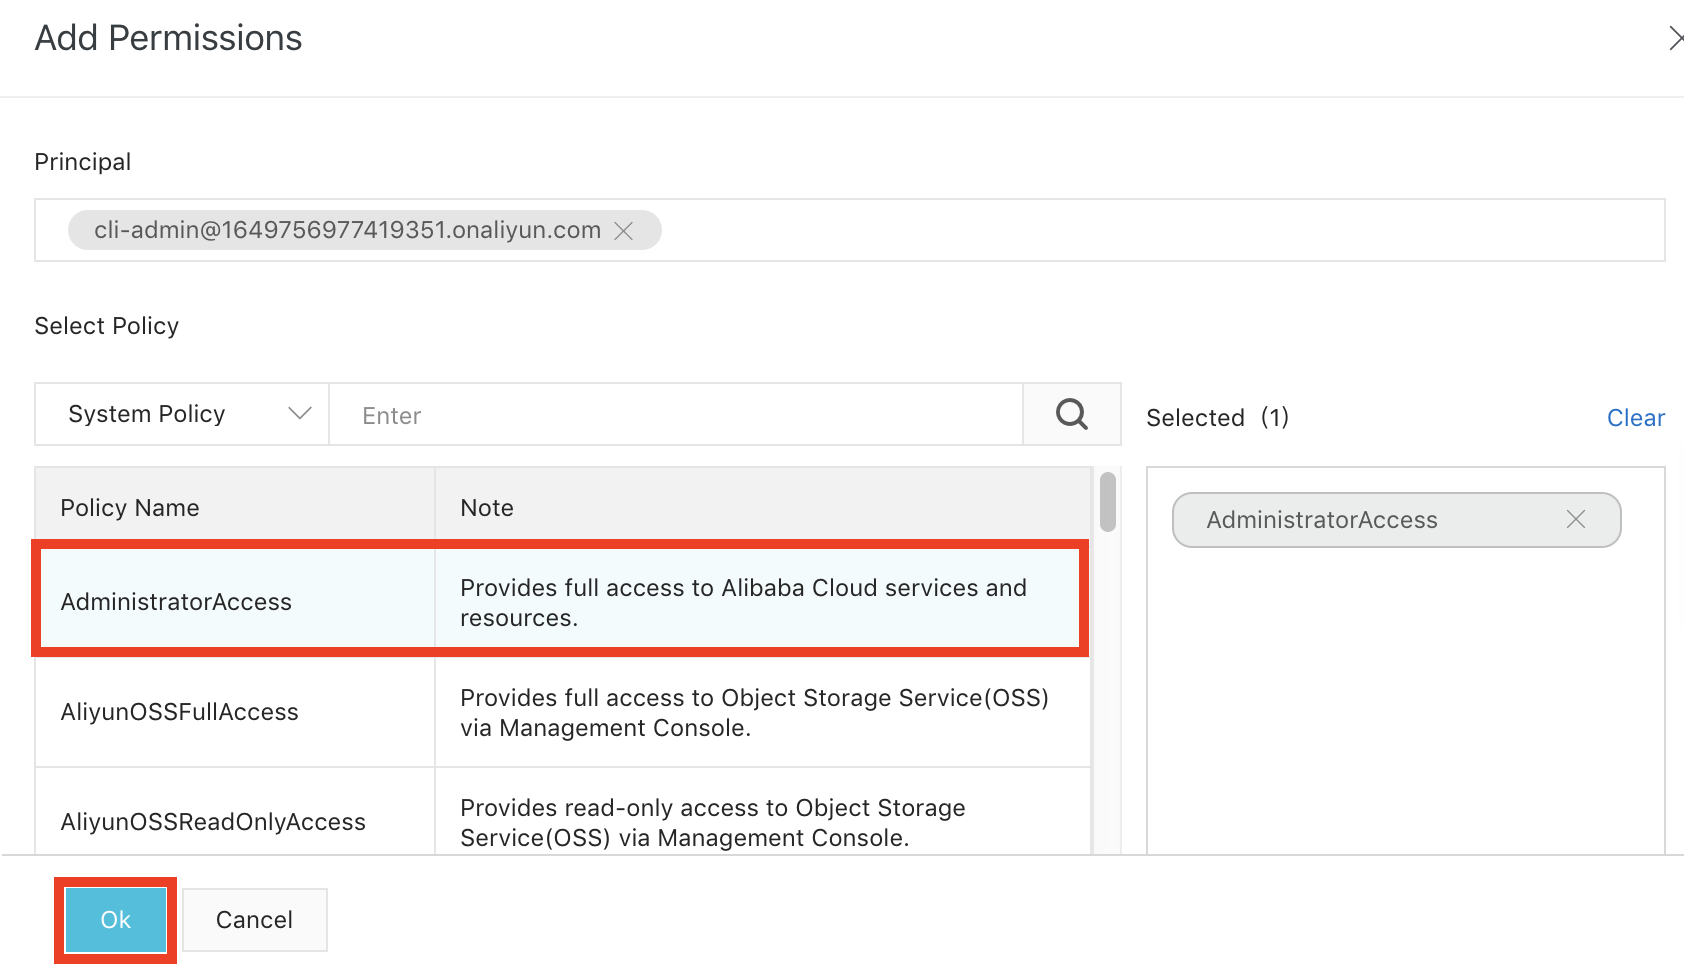 Add Permissions
Principal
cli-admin@1649756977419351.onaliyun.com
Select Policy
System Policy
Enter
Selected (1)
Clear
Policy Name
Note
AdministratorAccess
Provides full access to Alibaba Cloud services and
resources.
AdministratorAccess
AliyunOSSFullAccess
Provides full access to Object Storage Service(OSS)
via Management Console.
AliyunOSSReadOnlyAccess
Provides read-only access to Object Storage
Service(OSS) via Management Console.
Ok
Cancel